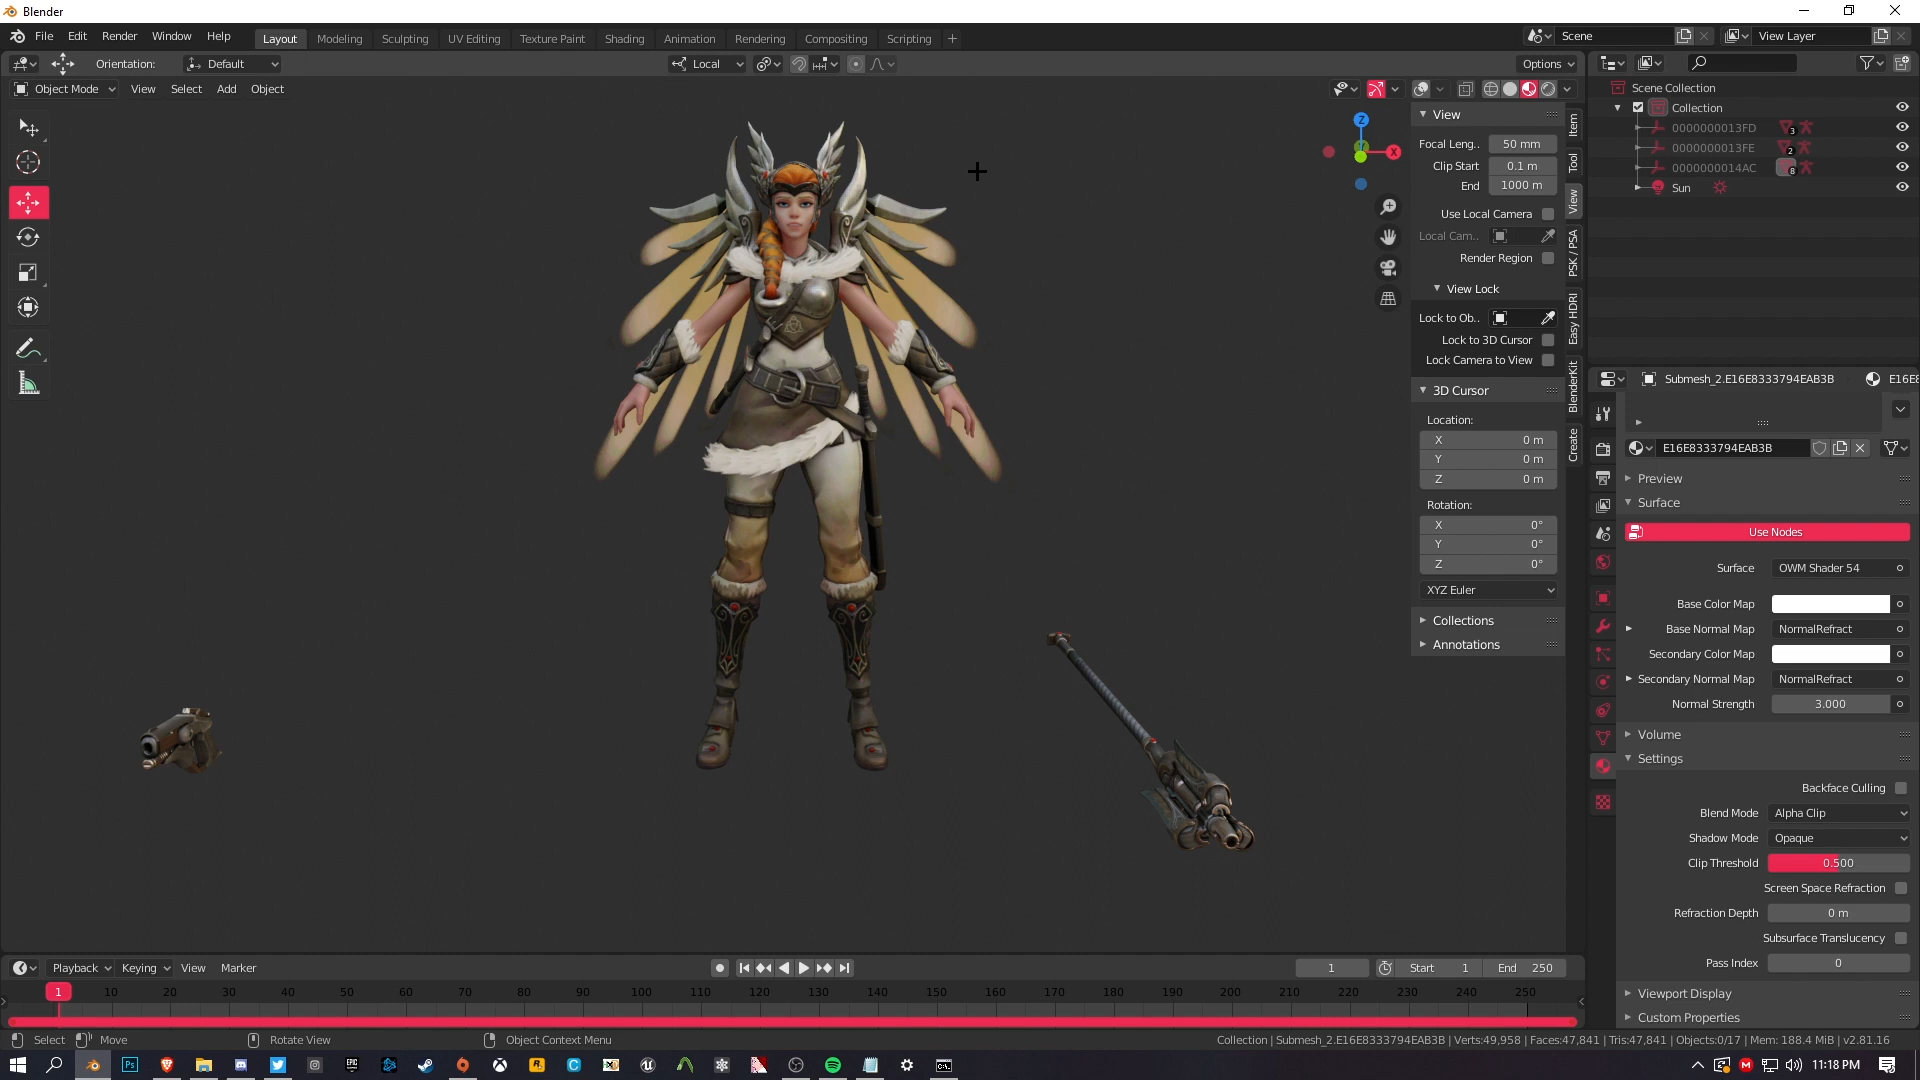 Blender
File Edit Render Window Help
Layout Modeling Sculpting UV Editing Texture Paint Shading Animation Rendering Compositing Scripting +
Scene
View Layer
Orientation: Default
Local
Options
Object Mode View Select Add Object
Z
Y
X
View
Focal Leng.. 50 mm
Clip Start 0.1 m
End 1000 m
Use Local Camera
Local Cam..
Render Region
View Lock
Lock to Ob..
Lock to 3D Cursor
Lock Camera to View
3D Cursor
Location:
X 0 m
Y 0 m
Z 0 m
Rotation:
X 0°
Y 0°
Z 0°
XYZ Euler
Collections
Annotations
Item
Tool
View
PSK / PSA
Easy HDRI
BlenderKit
Create
Scene Collection
Collection
0000000013FD 3
0000000013FE 2
0000000014AC 8
Sun
Submesh_2.E16E8333794EAB3B E16E8
E16E8333794EAB3B
Preview
Surface
Use Nodes
Surface OWM Shader 54
Base Color Map
Base Normal Map NormalRefract
Secondary Color Map
Secondary Normal Map NormalRefract
Normal Strength 3.000
Volume
Settings
Backface Culling
Blend Mode Alpha Clip
Shadow Mode Opaque
Clip Threshold 0.500
Screen Space Refraction
Refraction Depth 0 m
Subsurface Translucency
Pass Index 0
Viewport Display
Custom Properties
Playback Keying View Marker
1 Start 1 End 250
1 10 20 30 40 50 60 70 80 90 100 110 120 130 140 150 160 170 180 190 200 210 220 230 240 250
Select Move Rotate View Object Context Menu
Collection | Submesh_2.E16E8333794EAB3B | Verts:49,958 | Faces:47,841 | Tris:47,841 | Objects:0/17 | Mem: 188.4 MiB | v2.81.16
Ps
EPIC
R
C
M
11:18 PM